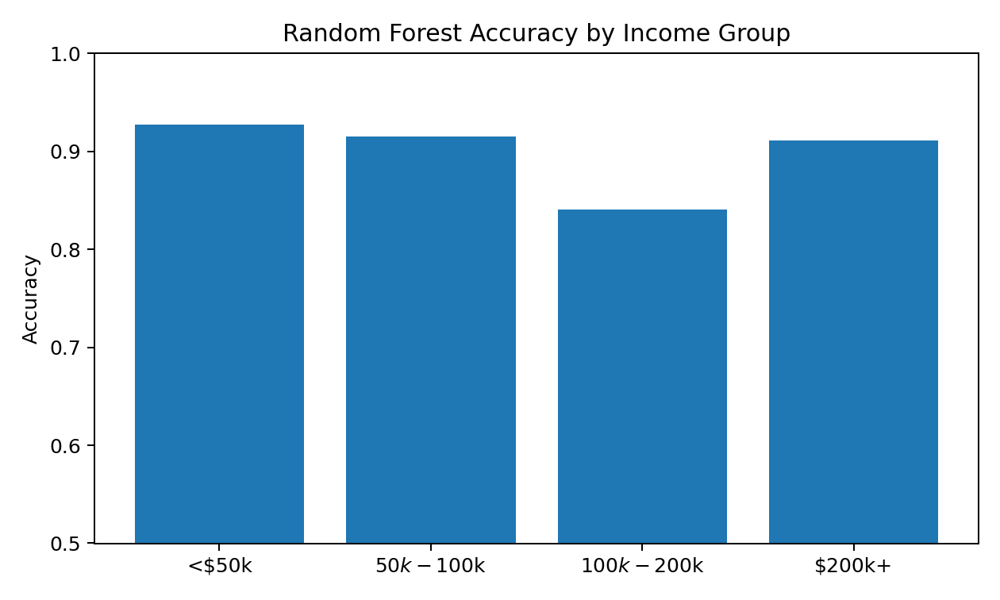 Random Forest Accuracy by Income Group
1.0
0.9
0.8
0.7
0.6
0.5
Accuracy
<$50k
50k − 100k
100k − 200k
$200k+